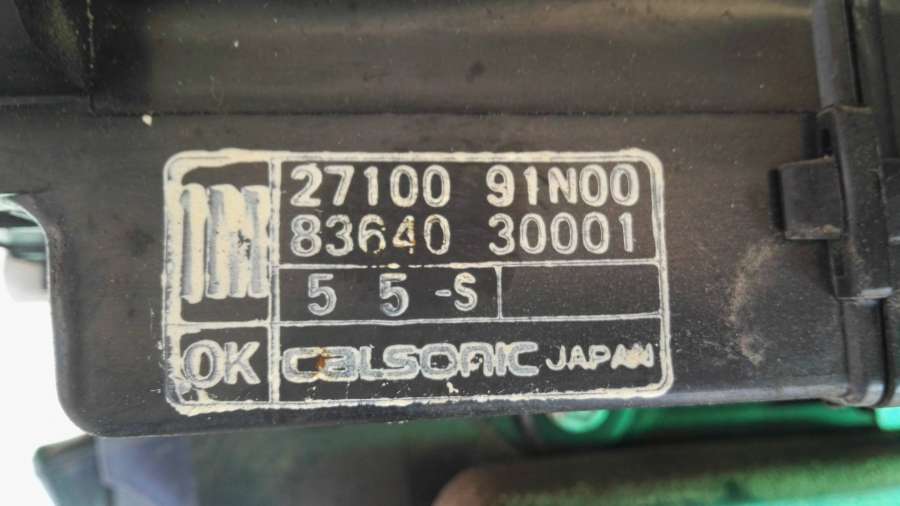 27100 91N00
83640 30001
5 5 -S
OK CALSONIC JAPAN